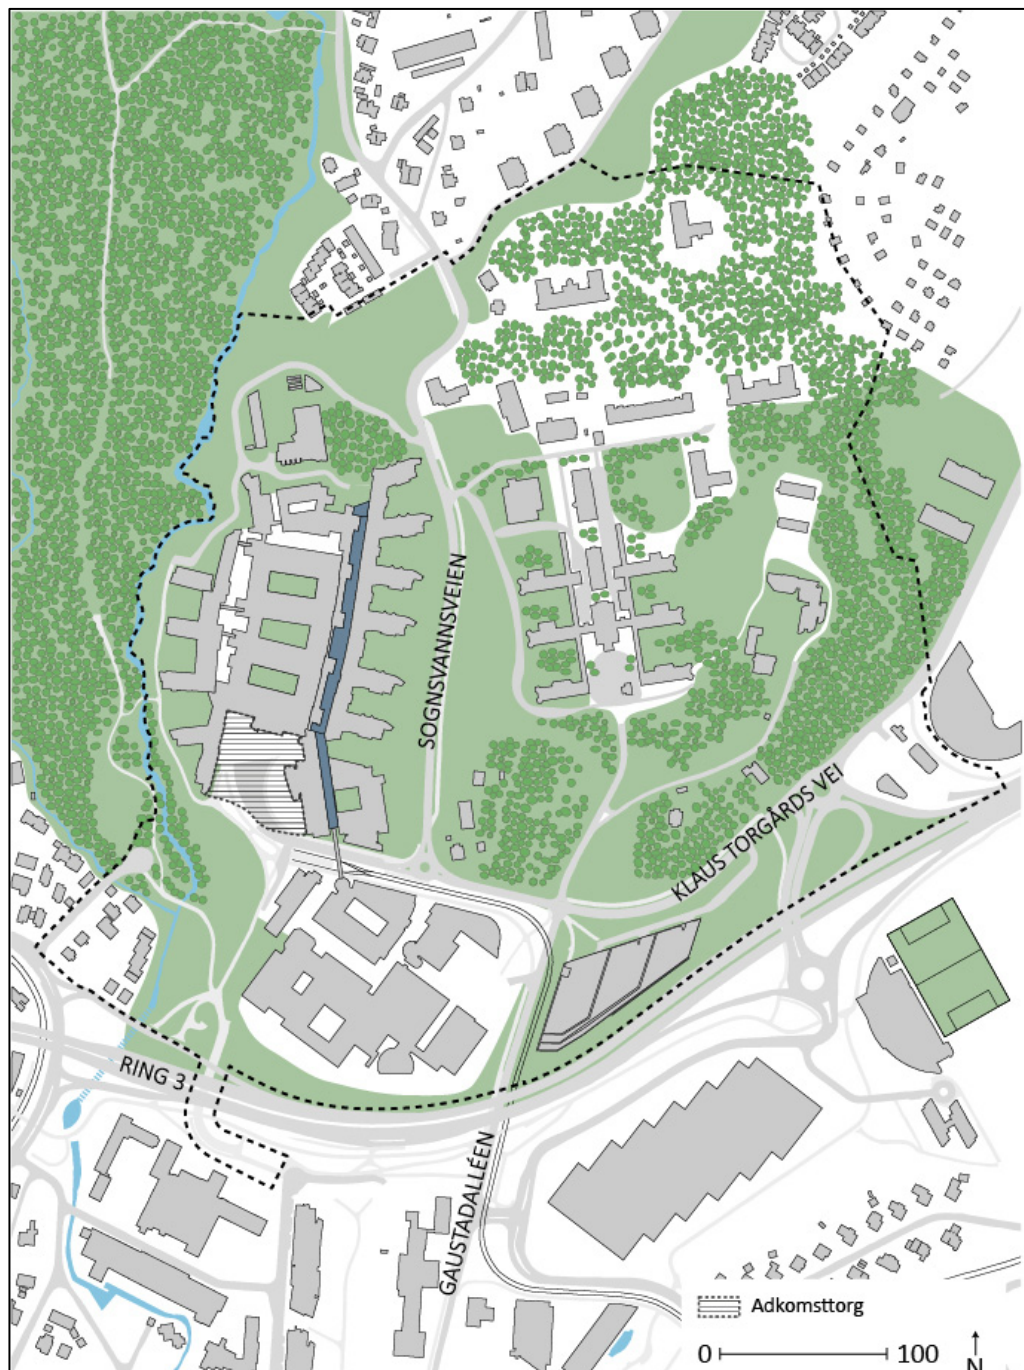 SOGNSVANNSVEIEN
KLAUS TORGÅRDS VEI
RING 3
GAUSTADALLÉEN
Adkomsttorg
0 100
N